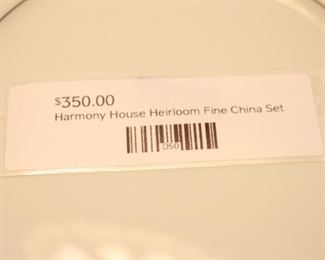 $350.00
Harmony House Heirloom Fine China Set
D50